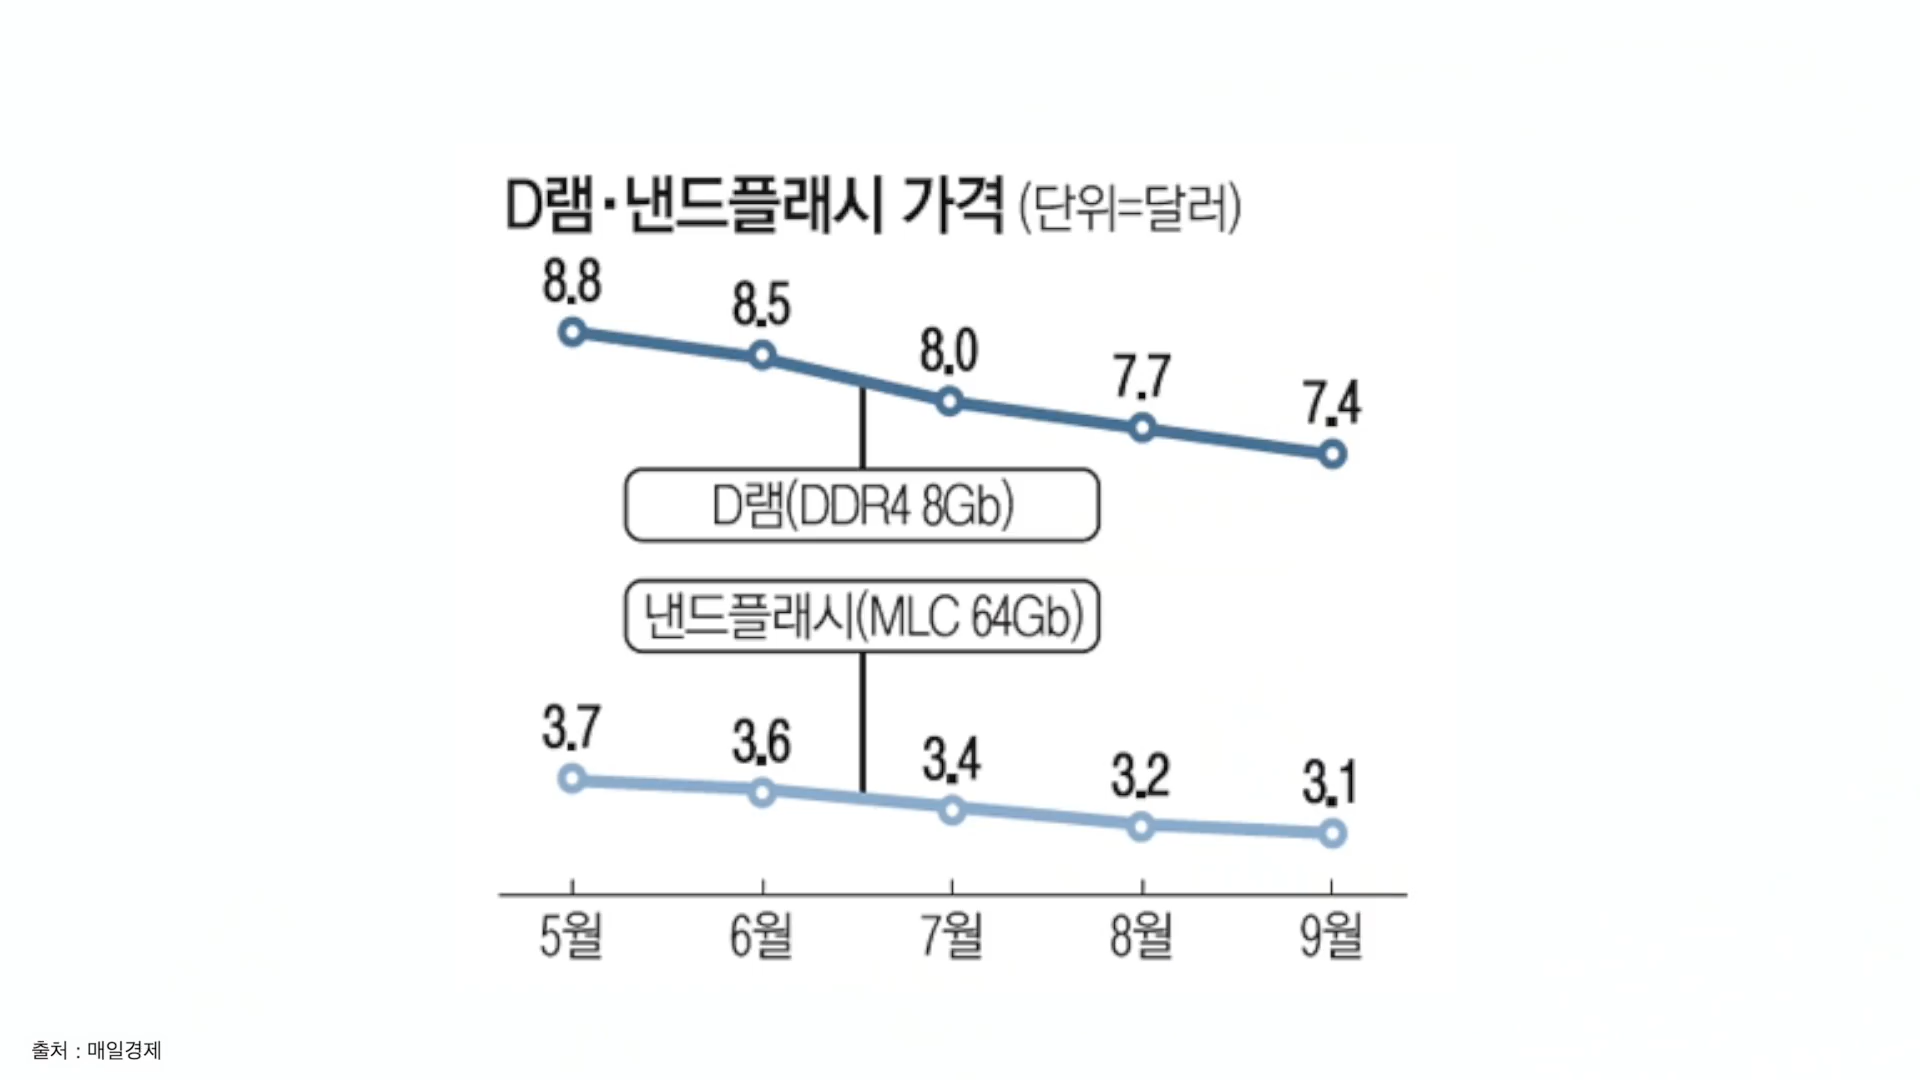 D램·낸드플래시 가격 (단위=달러)
8.8
8.5
8.0
7.7
7.4
D램(DDR4 8Gb)
낸드플래시(MLC 64Gb)
3.7
3.6
3.4
3.2
3.1
5월 6월 7월 8월 9월
출처 : 매일경제